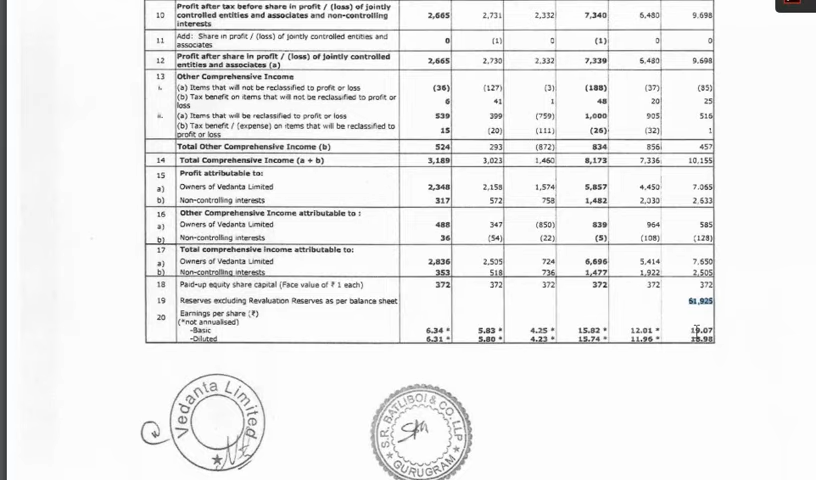 10 Profit after tax before share in profit / (loss) of jointly controlled entities and associates and non-controlling interests 2,665 2,731 2,332 7,340 6,480 9,698
11 Add: Share in profit / (loss) of jointly controlled entities and associates 0 (1) 0 (1) 0 0
12 Profit after share in profit / (loss) of jointly controlled entities and associates (a) 2,665 2,730 2,332 7,339 6,480 9,698
13 Other Comprehensive Income
i. (a) Items that will not be reclassified to profit or loss (36) (127) (3) (188) (37) (85)
(b) Tax benefit on items that will not be reclassified to profit or loss 6 41 1 48 20 25
ii. (a) Items that will be reclassified to profit or loss 539 399 (759) 1,000 905 516
(b) Tax benefit / (expense) on items that will be reclassified to profit or loss 15 (20) (111) (26) (32) 1
Total Other Comprehensive Income (b) 524 293 (872) 834 856 457
14 Total Comprehensive Income (a + b) 3,189 3,023 1,460 8,173 7,336 10,155
15 Profit attributable to:
a) Owners of Vedanta Limited 2,348 2,158 1,574 5,857 4,450 7,065
b) Non-controlling interests 317 572 758 1,482 2,030 2,633
16 Other Comprehensive Income attributable to :
a) Owners of Vedanta Limited 488 347 (850) 839 964 585
b) Non-controlling interests 36 (54) (22) (5) (108) (128)
17 Total comprehensive income attributable to:
a) Owners of Vedanta Limited 2,836 2,505 724 6,696 5,414 7,650
b) Non-controlling interests 353 518 736 1,477 1,922 2,505
18 Paid-up equity share capital (Face value of ₹ 1 each) 372 372 372 372 372 372
19 Reserves excluding Revaluation Reserves as per balance sheet 61,925
20 Earnings per share (₹)
(*not annualised)
-Basic 6.34 * 5.83 * 4.25 * 15.82 * 12.01 * 19.07
-Diluted 6.31 * 5.80 * 4.23 * 15.74 * 11.96 * 18.98
Vedanta Limited
S.R. BATLIBOI & CO. LLP
GURUGRAM